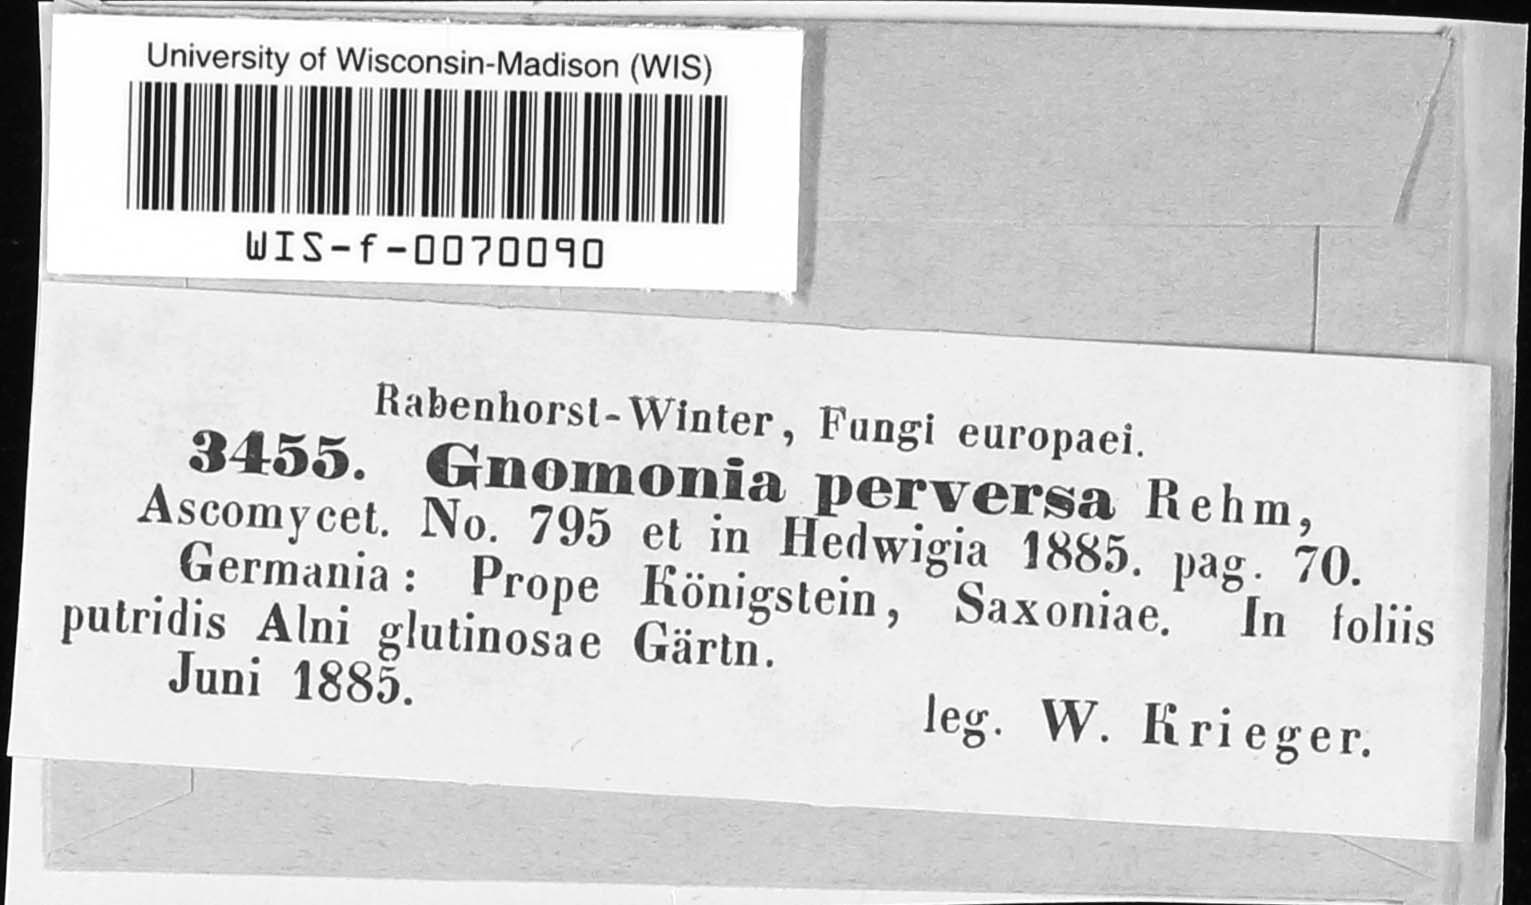 University of Wisconsin-Madison (WIS)
WIS-f-0070090
Rabenhorst-Winter, Fungi europaei.
3455. Gnomonia perversa Rehm,
Ascomycet. No. 795 et in Hedwigia 1885. pag. 70.
Germania: Prope Königstein, Saxoniae. In foliis
putridis Alni glutinosae Gärtn.
Juni 1885.
leg. W. Krieger.